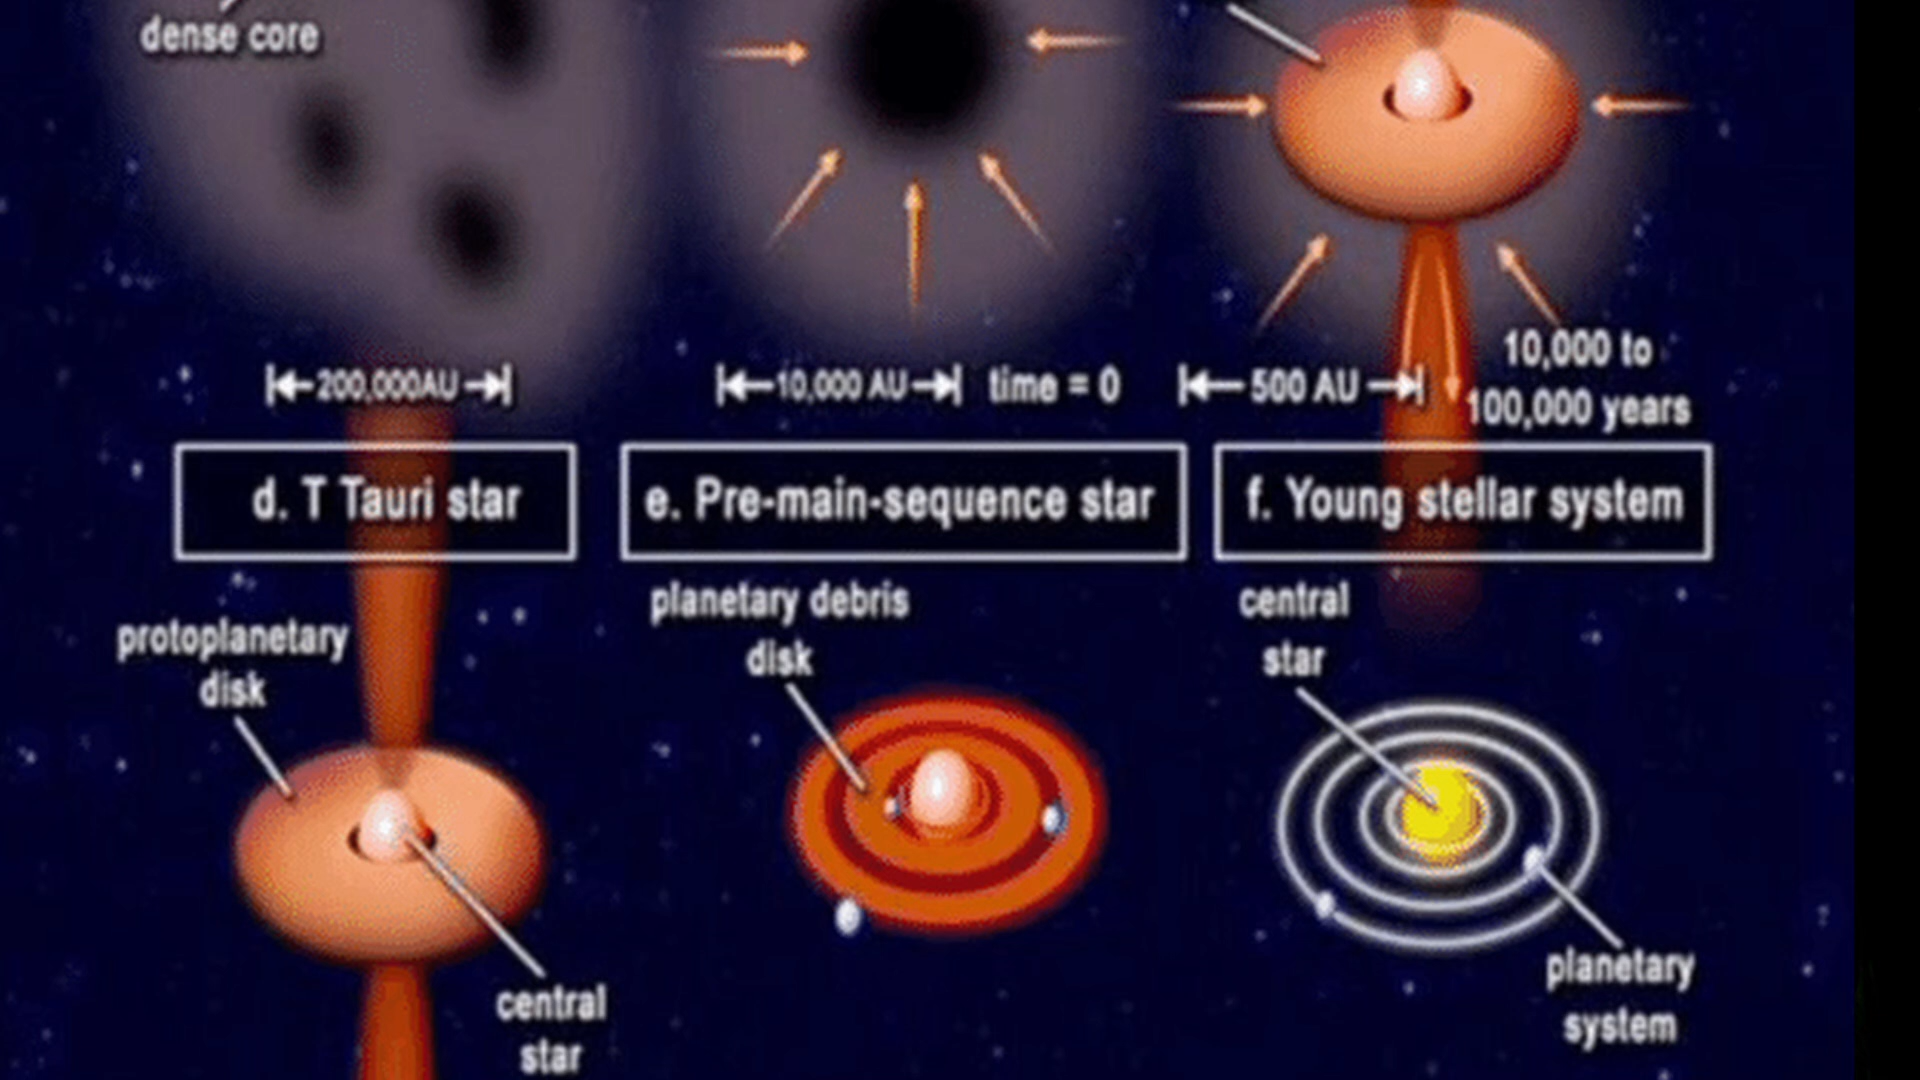 dense core
200,000AU
10,000 AU
time = 0
500 AU
10,000 to
100,000 years
d. T Tauri star
e. Pre-main-sequence star
f. Young stellar system
protoplanetary
disk
central
star
planetary debris
disk
central
star
planetary
system